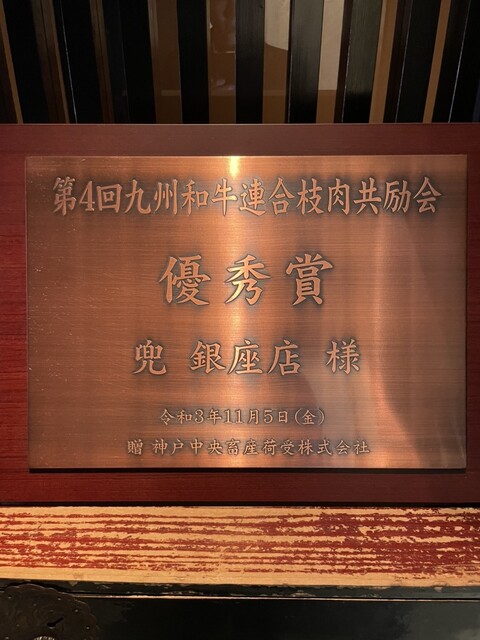 第4回九州和牛連合枝肉共励会
優秀賞
兜 銀座店 様
令和3年11月5日(金)
贈 神戸中央畜産荷受株式会社